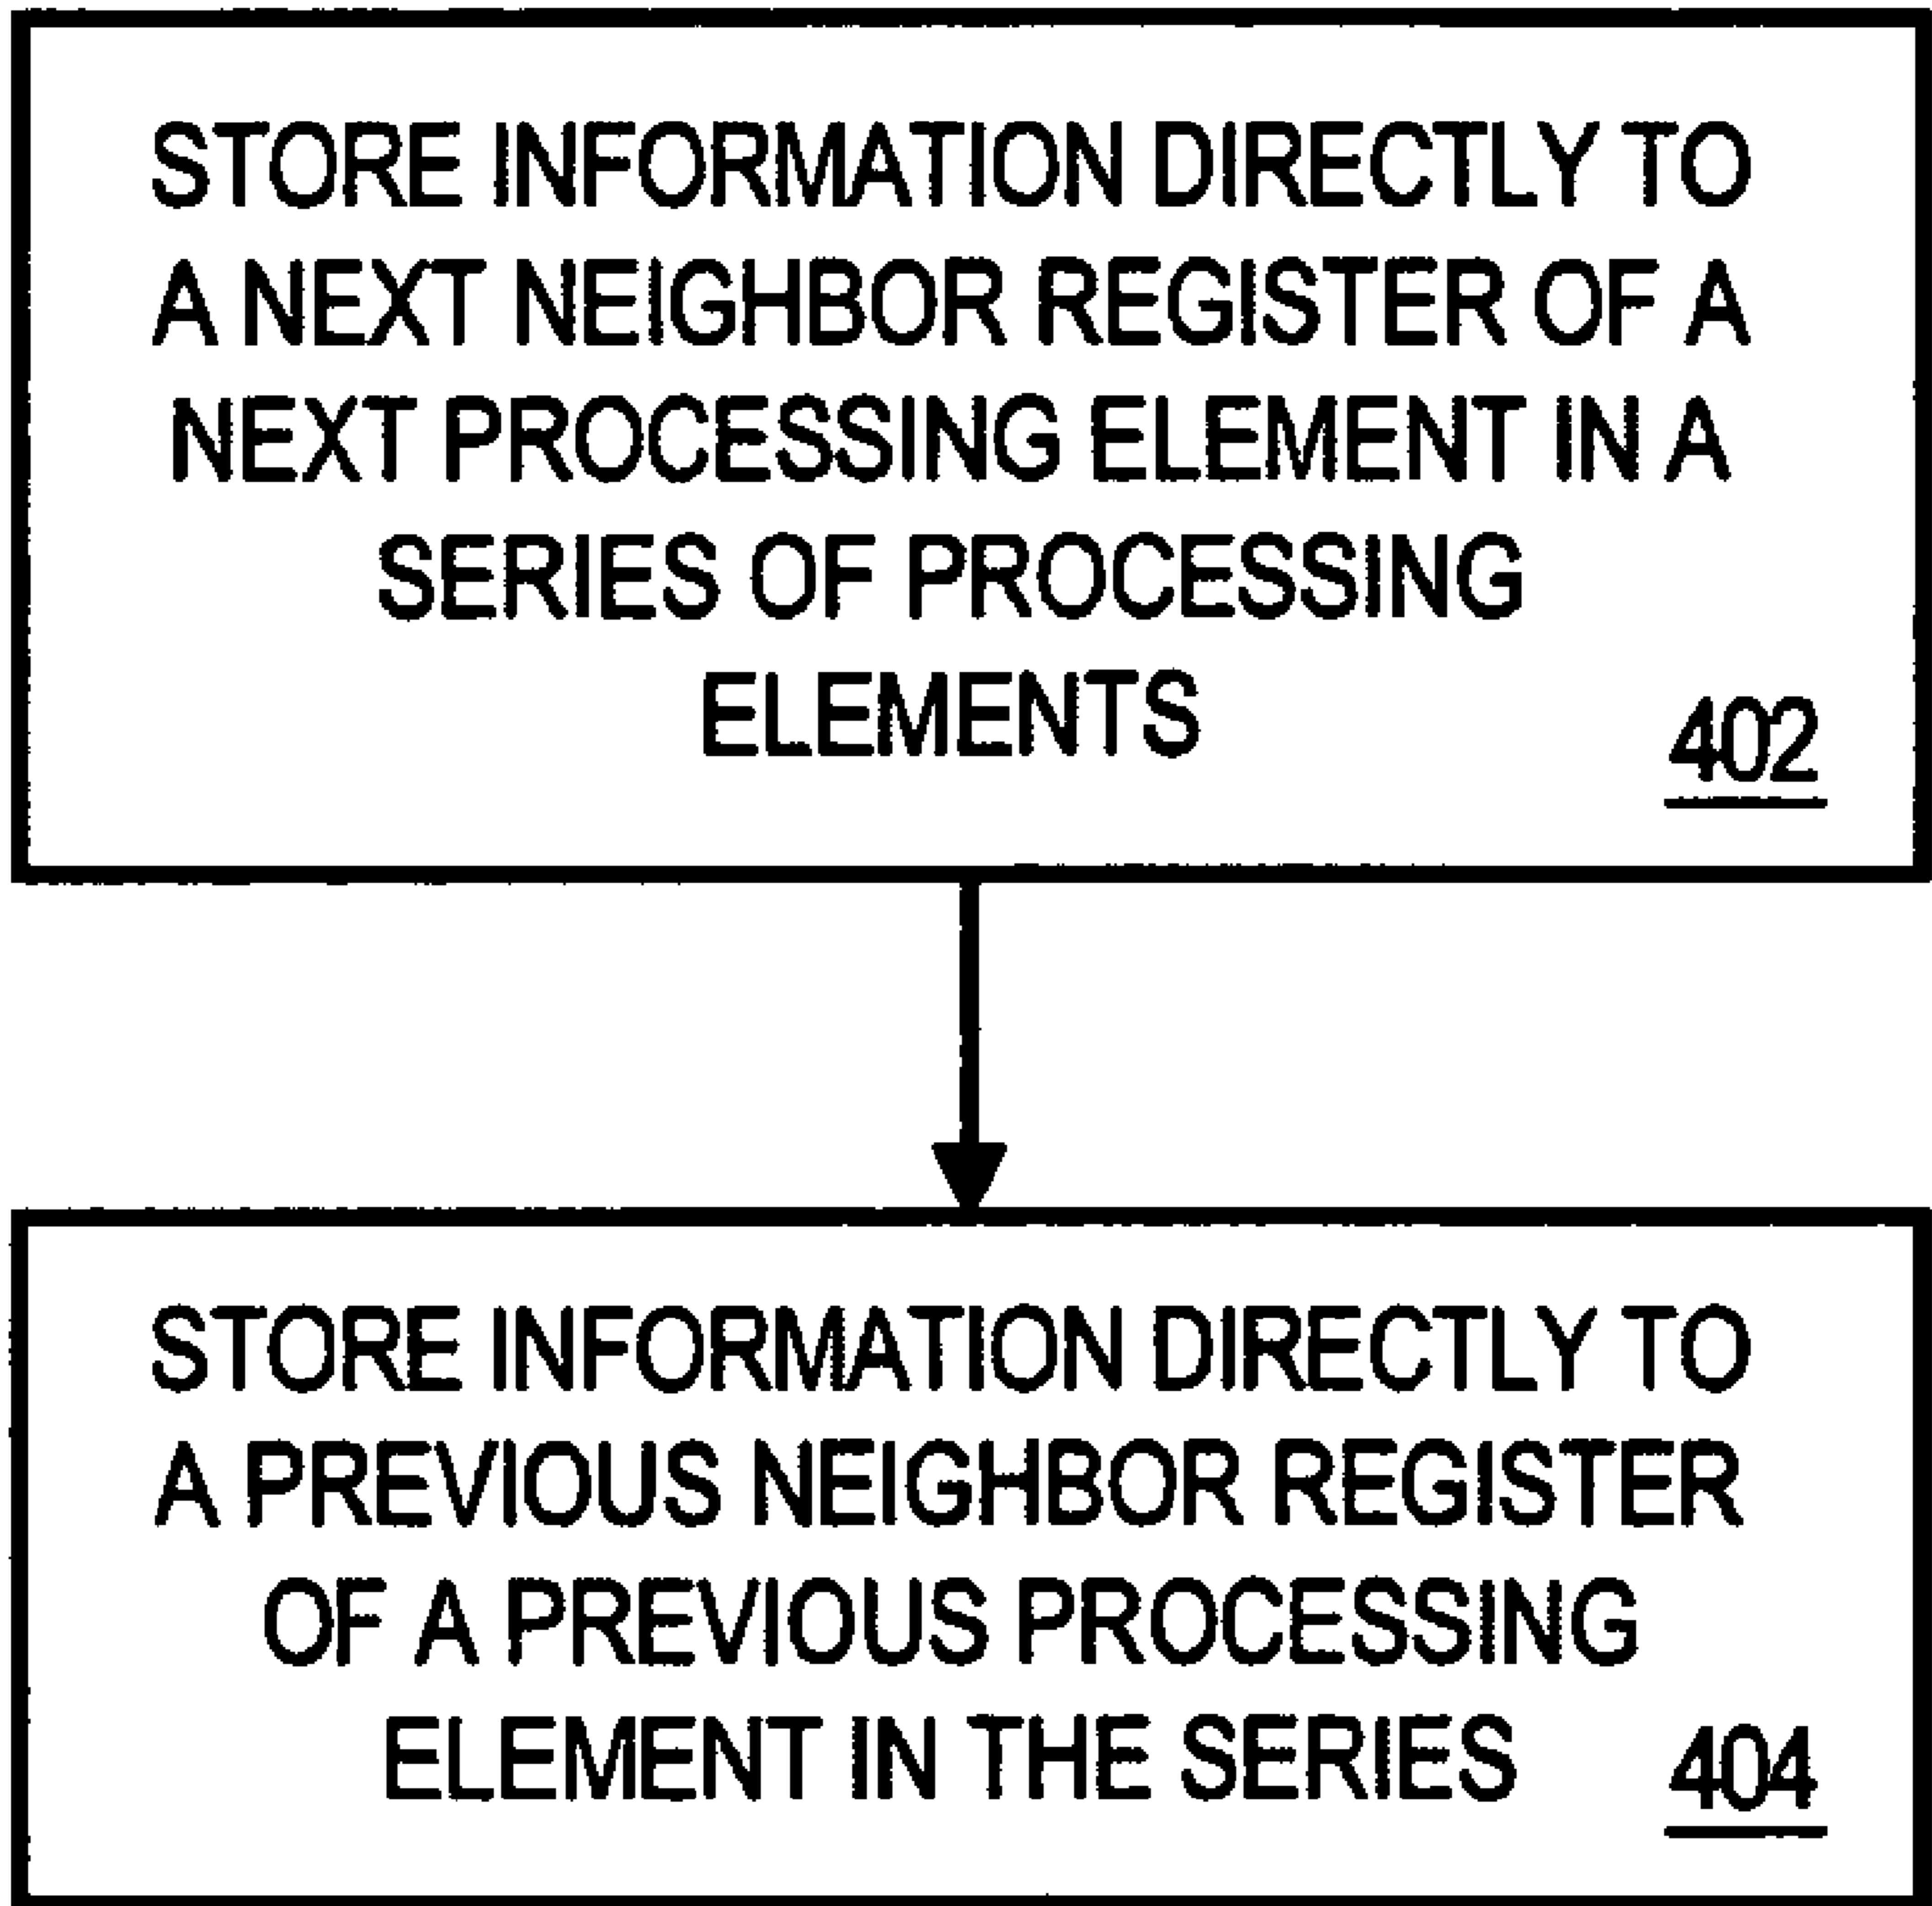 STORE INFORMATION DIRECTLY TO
A NEXT NEIGHBOR REGISTER OF A
NEXT PROCESSING ELEMENT IN A
SERIES OF PROCESSING
ELEMENTS
402
STORE INFORMATION DIRECTLY TO
A PREVIOUS NEIGHBOR REGISTER
OF A PREVIOUS PROCESSING
ELEMENT IN THE SERIES
404